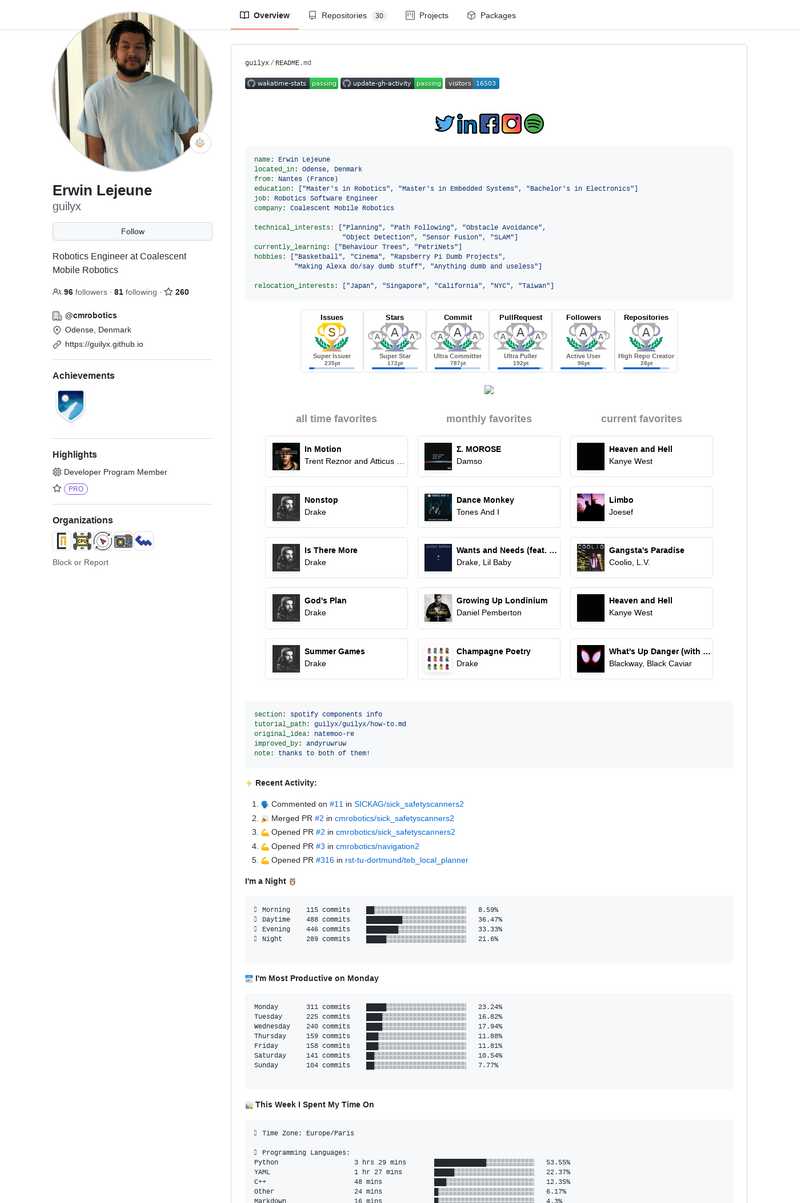 Overview
Repositories 30
Projects
Packages
Erwin Lejeune
guilyx
Follow
Robotics Engineer at Coalescent
Mobile Robotics
96 followers · 81 following · 260
@cmrobotics
Odense, Denmark
https://guilyx.github.io
Achievements
Highlights
Developer Program Member
PRO
Organizations
Block or Report
guilyx/README.md
wakatime-stats passing
update-gh-activity passing
visitors 16503
name: Erwin Lejeune
located_in: Odense, Denmark
from: Nantes (France)
education: ["Master's in Robotics", "Master's in Embedded Systems", "Bachelor's in Electronics"]
job: Robotics Software Engineer
company: Coalescent Mobile Robotics
technical_interests: ["Planning", "Path Following", "Obstacle Avoidance",
"Object Detection", "Sensor Fusion", "SLAM"]
currently_learning: ["Behaviour Trees", "PetriNets"]
hobbies: ["Basketball", "Cinema", "Rapsberry Pi Dumb Projects",
"Making Alexa do/say dumb stuff", "Anything dumb and useless"]
relocation_interests: ["Japan", "Singapore", "California", "NYC", "Taiwan"]
Issues Stars Commit PullRequest Followers Repositories
S A A A A A A A A A A A A A A A
Super Issuer Super Star Ultra Committer Ultra Puller Active User High Repo Creator
235pt 172pt 787pt 192pt 96pt 28pt
all time favorites monthly favorites current favorites
In Motion
Trent Reznor and Atticus ...
Σ. MOROSE
Damso
Heaven and Hell
Kanye West
Nonstop
Drake
Dance Monkey
Tones And I
Limbo
Joesef
Is There More
Drake
Wants and Needs (feat. ...
Drake, Lil Baby
Gangsta's Paradise
Coolio, L.V.
God's Plan
Drake
Growing Up Londinium
Daniel Pemberton
Heaven and Hell
Kanye West
Summer Games
Drake
Champagne Poetry
Drake
What's Up Danger (with ...
Blackway, Black Caviar
section: spotify components info
tutorial_path: guilyx/guilyx/how-to.md
original_idea: natemoo-re
improved_by: andyruwruw
note: thanks to both of them!
Recent Activity:
1. Commented on #11 in SICKAG/sick_safetyscanners2
2. Merged PR #2 in cmrobotics/sick_safetyscanners2
3. Opened PR #2 in cmrobotics/sick_safetyscanners2
4. Opened PR #3 in cmrobotics/navigation2
5. Opened PR #316 in rst-tu-dortmund/teb_local_planner
I'm a Night
Morning 115 commits 8.59%
Daytime 488 commits 36.47%
Evening 446 commits 33.33%
Night 289 commits 21.6%
I'm Most Productive on Monday
Monday 311 commits 23.24%
Tuesday 225 commits 16.82%
Wednesday 240 commits 17.94%
Thursday 159 commits 11.88%
Friday 158 commits 11.81%
Saturday 141 commits 10.54%
Sunday 104 commits 7.77%
This Week I Spent My Time On
Time Zone: Europe/Paris
Programming Languages:
Python 3 hrs 29 mins 53.55%
YAML 1 hr 27 mins 22.37%
C++ 48 mins 12.35%
Other 24 mins 6.17%
Markdown 16 mins 4.3%